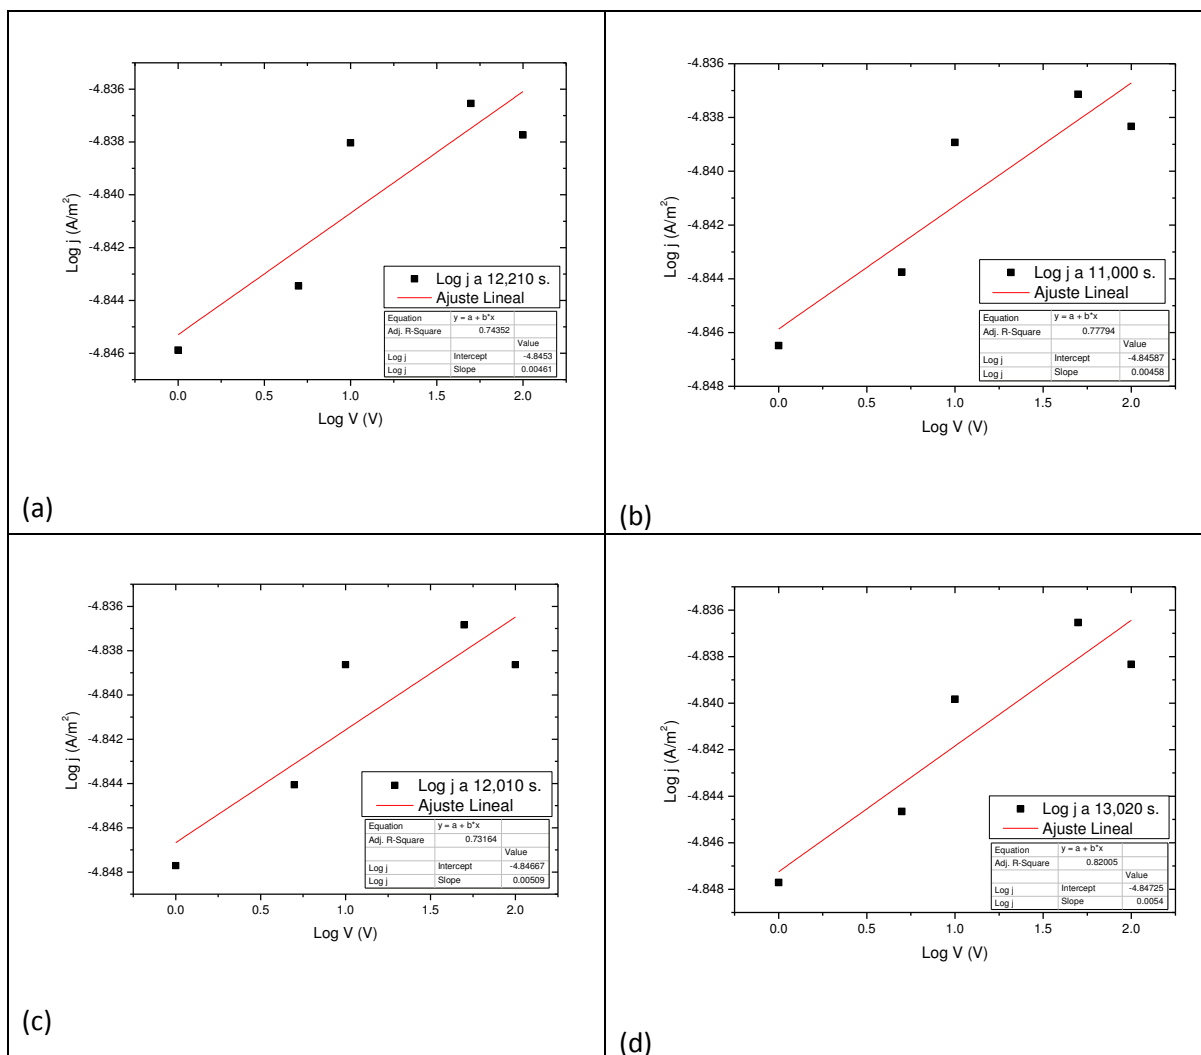 -4.836
-4.838
-4.840
-4.842
-4.844
-4.846
Log j (A/m²)
Log j a 12,210 s.
Ajuste Lineal
Equation y = a + b*x
Adj. R-Square 0.74352
Value
Log j Intercept -4.8453
Log j Slope 0.00461
0.0 0.5 1.0 1.5 2.0
Log V (V)
(a)
-4.836
-4.838
-4.840
-4.842
-4.844
-4.846
-4.848
Log j (A/m²)
Log j a 11,000 s.
Ajuste Lineal
Equation y = a + b*x
Adj. R-Square 0.77794
Value
Log j Intercept -4.84587
Log j Slope 0.00458
0.0 0.5 1.0 1.5 2.0
Log V (V)
(b)
-4.836
-4.838
-4.840
-4.842
-4.844
-4.846
-4.848
Log j (A/m²)
Log j a 12,010 s.
Ajuste Lineal
Equation y = a + b*x
Adj. R-Square 0.73164
Value
Log j Intercept -4.84667
Log j Slope 0.00509
0.0 0.5 1.0 1.5 2.0
Log V (V)
(c)
-4.836
-4.838
-4.840
-4.842
-4.844
-4.846
-4.848
Log j (A/m²)
Log j a 13,020 s.
Ajuste Lineal
Equation y = a + b*x
Adj. R-Square 0.82005
Value
Log j Intercept -4.84725
Log j Slope 0.0054
0.0 0.5 1.0 1.5 2.0
Log V (V)
(d)